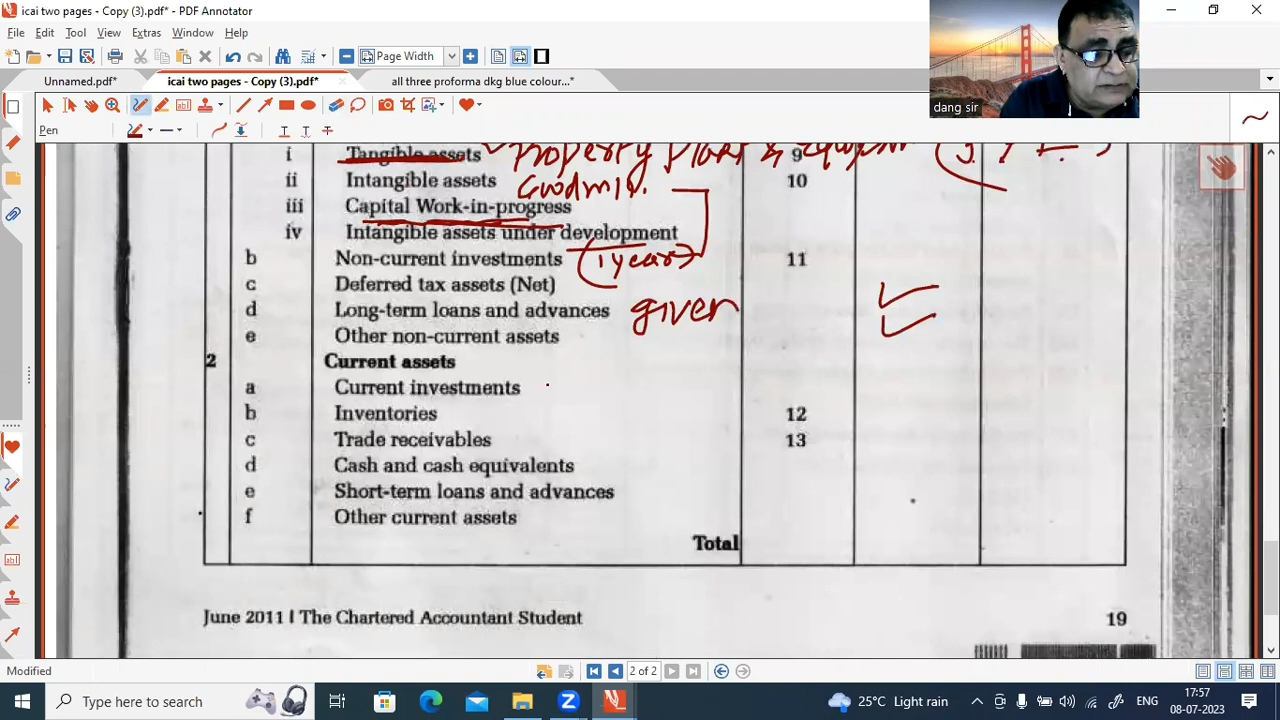 icai two pages - Copy (3).pdf* - PDF Annotator
File Edit Tool View Extras Window Help
Capital Width
Unnamed.pdf* icai two pages - Copy (3).pdf* all three proforma dkg blue colour...*
dang sir
Pen
i Tangible assets Property Plant & Equipm 9
ii Intangible assets Goodwill. 10
iii Capital Work-in-progress
iv Intangible assets under development
b Non-current investments (1 year) 11
c Deferred tax assets (Net)
d Long-term loans and advances given
e Other non-current assets
2 Current assets
a Current investments
b Inventories 12
c Trade receivables 13
d Cash and cash equivalents
e Short-term loans and advances
f Other current assets
Total
June 2011 I The Chartered Accountant Student 19
Modified 2 of 2
Type here to search 25°C Light rain ENG 17:57
08-07-2023